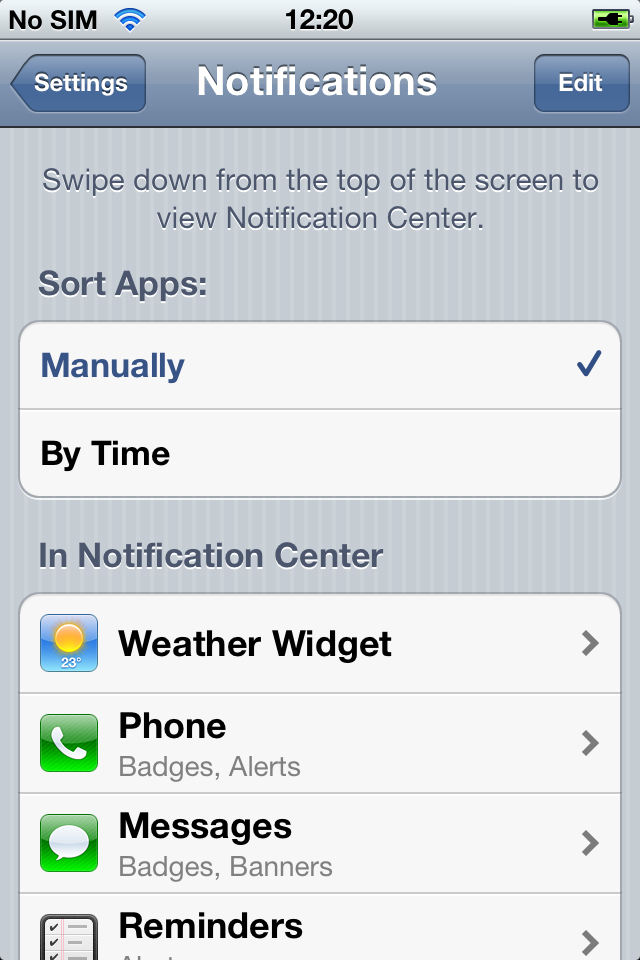 No SIM 12:20
Settings Notifications Edit
Swipe down from the top of the screen to
view Notification Center.
Sort Apps:
Manually
By Time
In Notification Center
23°
Weather Widget
Phone
Badges, Alerts
Messages
Badges, Banners
Reminders